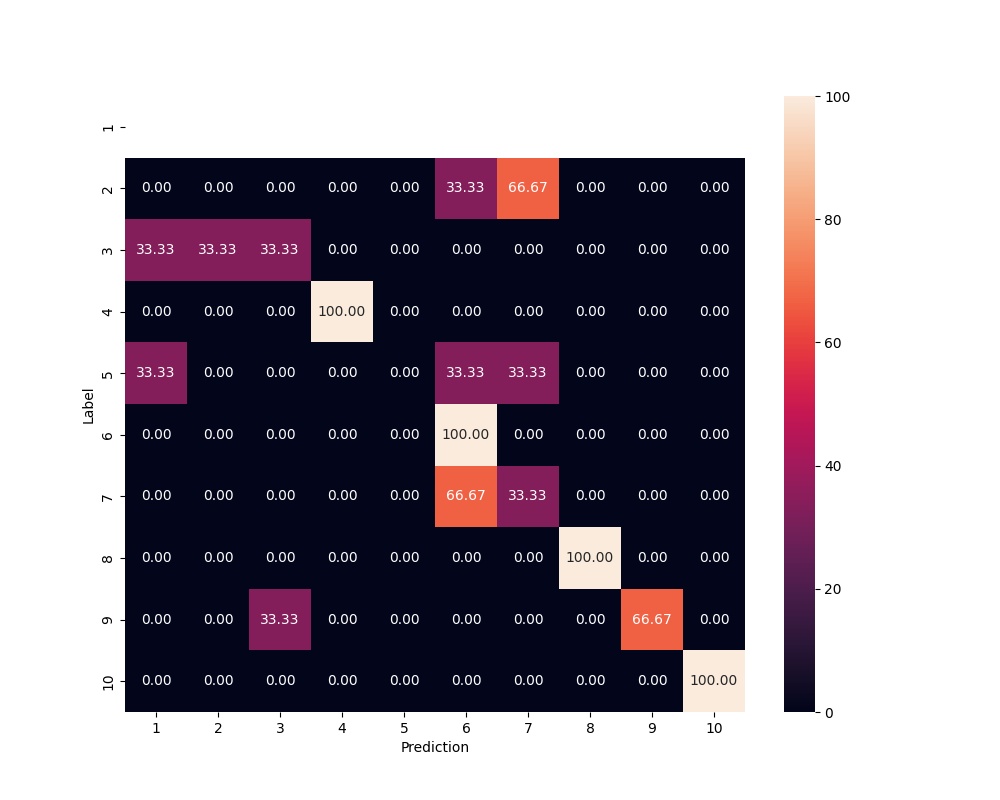 100
1
2 0.00 0.00 0.00 0.00 0.00 33.33 66.67 0.00 0.00 0.00
80
3 33.33 33.33 33.33 0.00 0.00 0.00 0.00 0.00 0.00 0.00
4 0.00 0.00 0.00 100.00 0.00 0.00 0.00 0.00 0.00 0.00
60
5 33.33 0.00 0.00 0.00 0.00 33.33 33.33 0.00 0.00 0.00
Label
6 0.00 0.00 0.00 0.00 0.00 100.00 0.00 0.00 0.00 0.00
40
7 0.00 0.00 0.00 0.00 0.00 66.67 33.33 0.00 0.00 0.00
8 0.00 0.00 0.00 0.00 0.00 0.00 0.00 100.00 0.00 0.00
20
9 0.00 0.00 33.33 0.00 0.00 0.00 0.00 0.00 66.67 0.00
10 0.00 0.00 0.00 0.00 0.00 0.00 0.00 0.00 0.00 100.00
0
1 2 3 4 5 6 7 8 9 10
Prediction